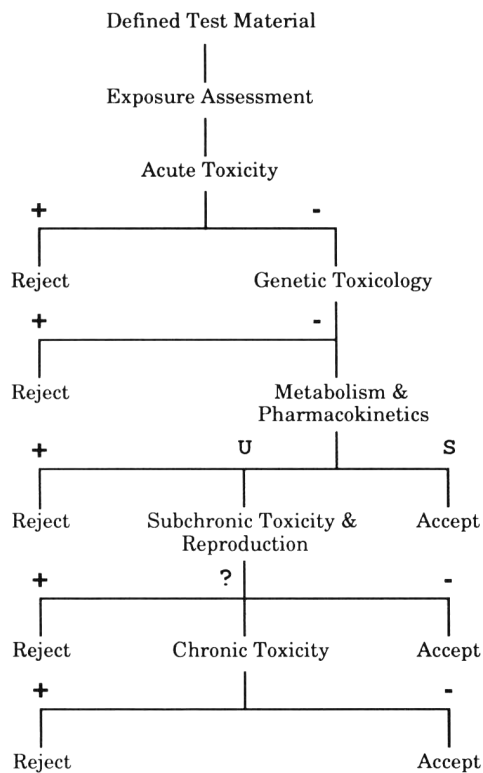 Defined Test Material
Exposure Assessment
Acute Toxicity
+ -
Reject Genetic Toxicology
+ -
Reject Metabolism &
Pharmacokinetics
+ U S
Reject Subchronic Toxicity & Accept
Reproduction
+ ? -
Reject Chronic Toxicity Accept
+ -
Reject Accept